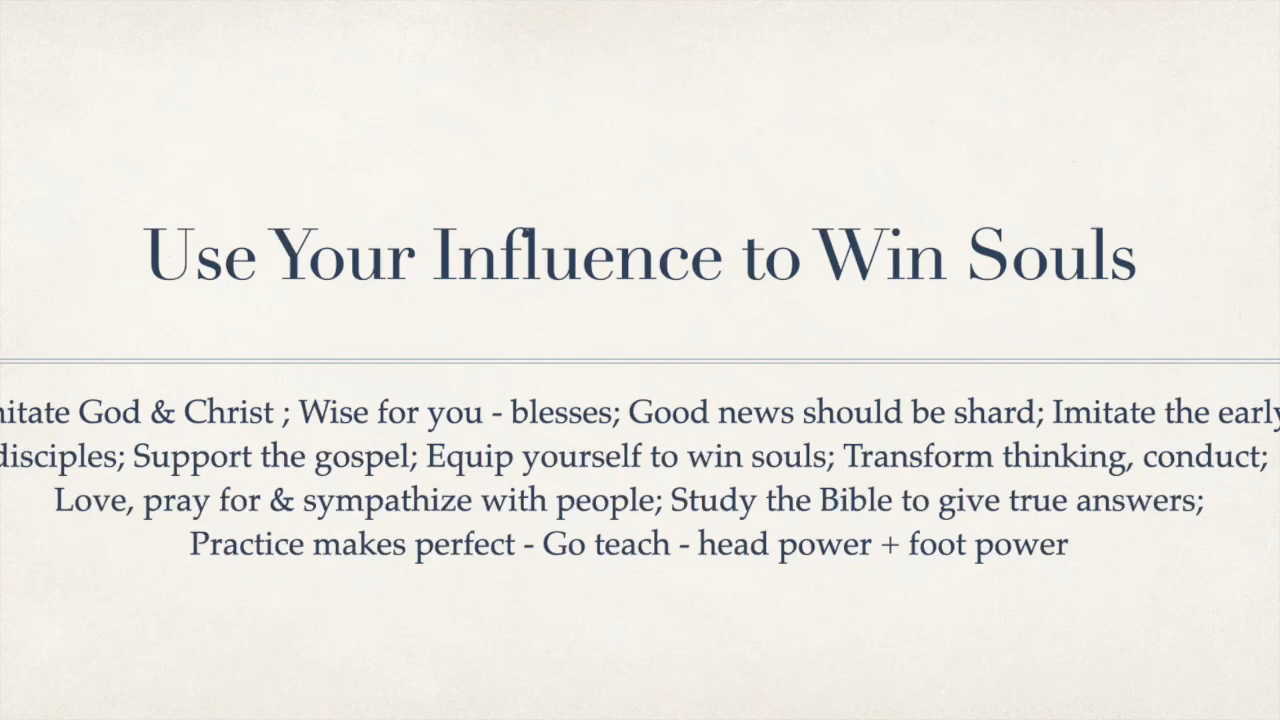 Use Your Influence to Win Souls
itate God & Christ ; Wise for you - blesses; Good news should be shard; Imitate the early
disciples; Support the gospel; Equip yourself to win souls; Transform thinking, conduct;
Love, pray for & sympathize with people; Study the Bible to give true answers;
Practice makes perfect - Go teach - head power + foot power